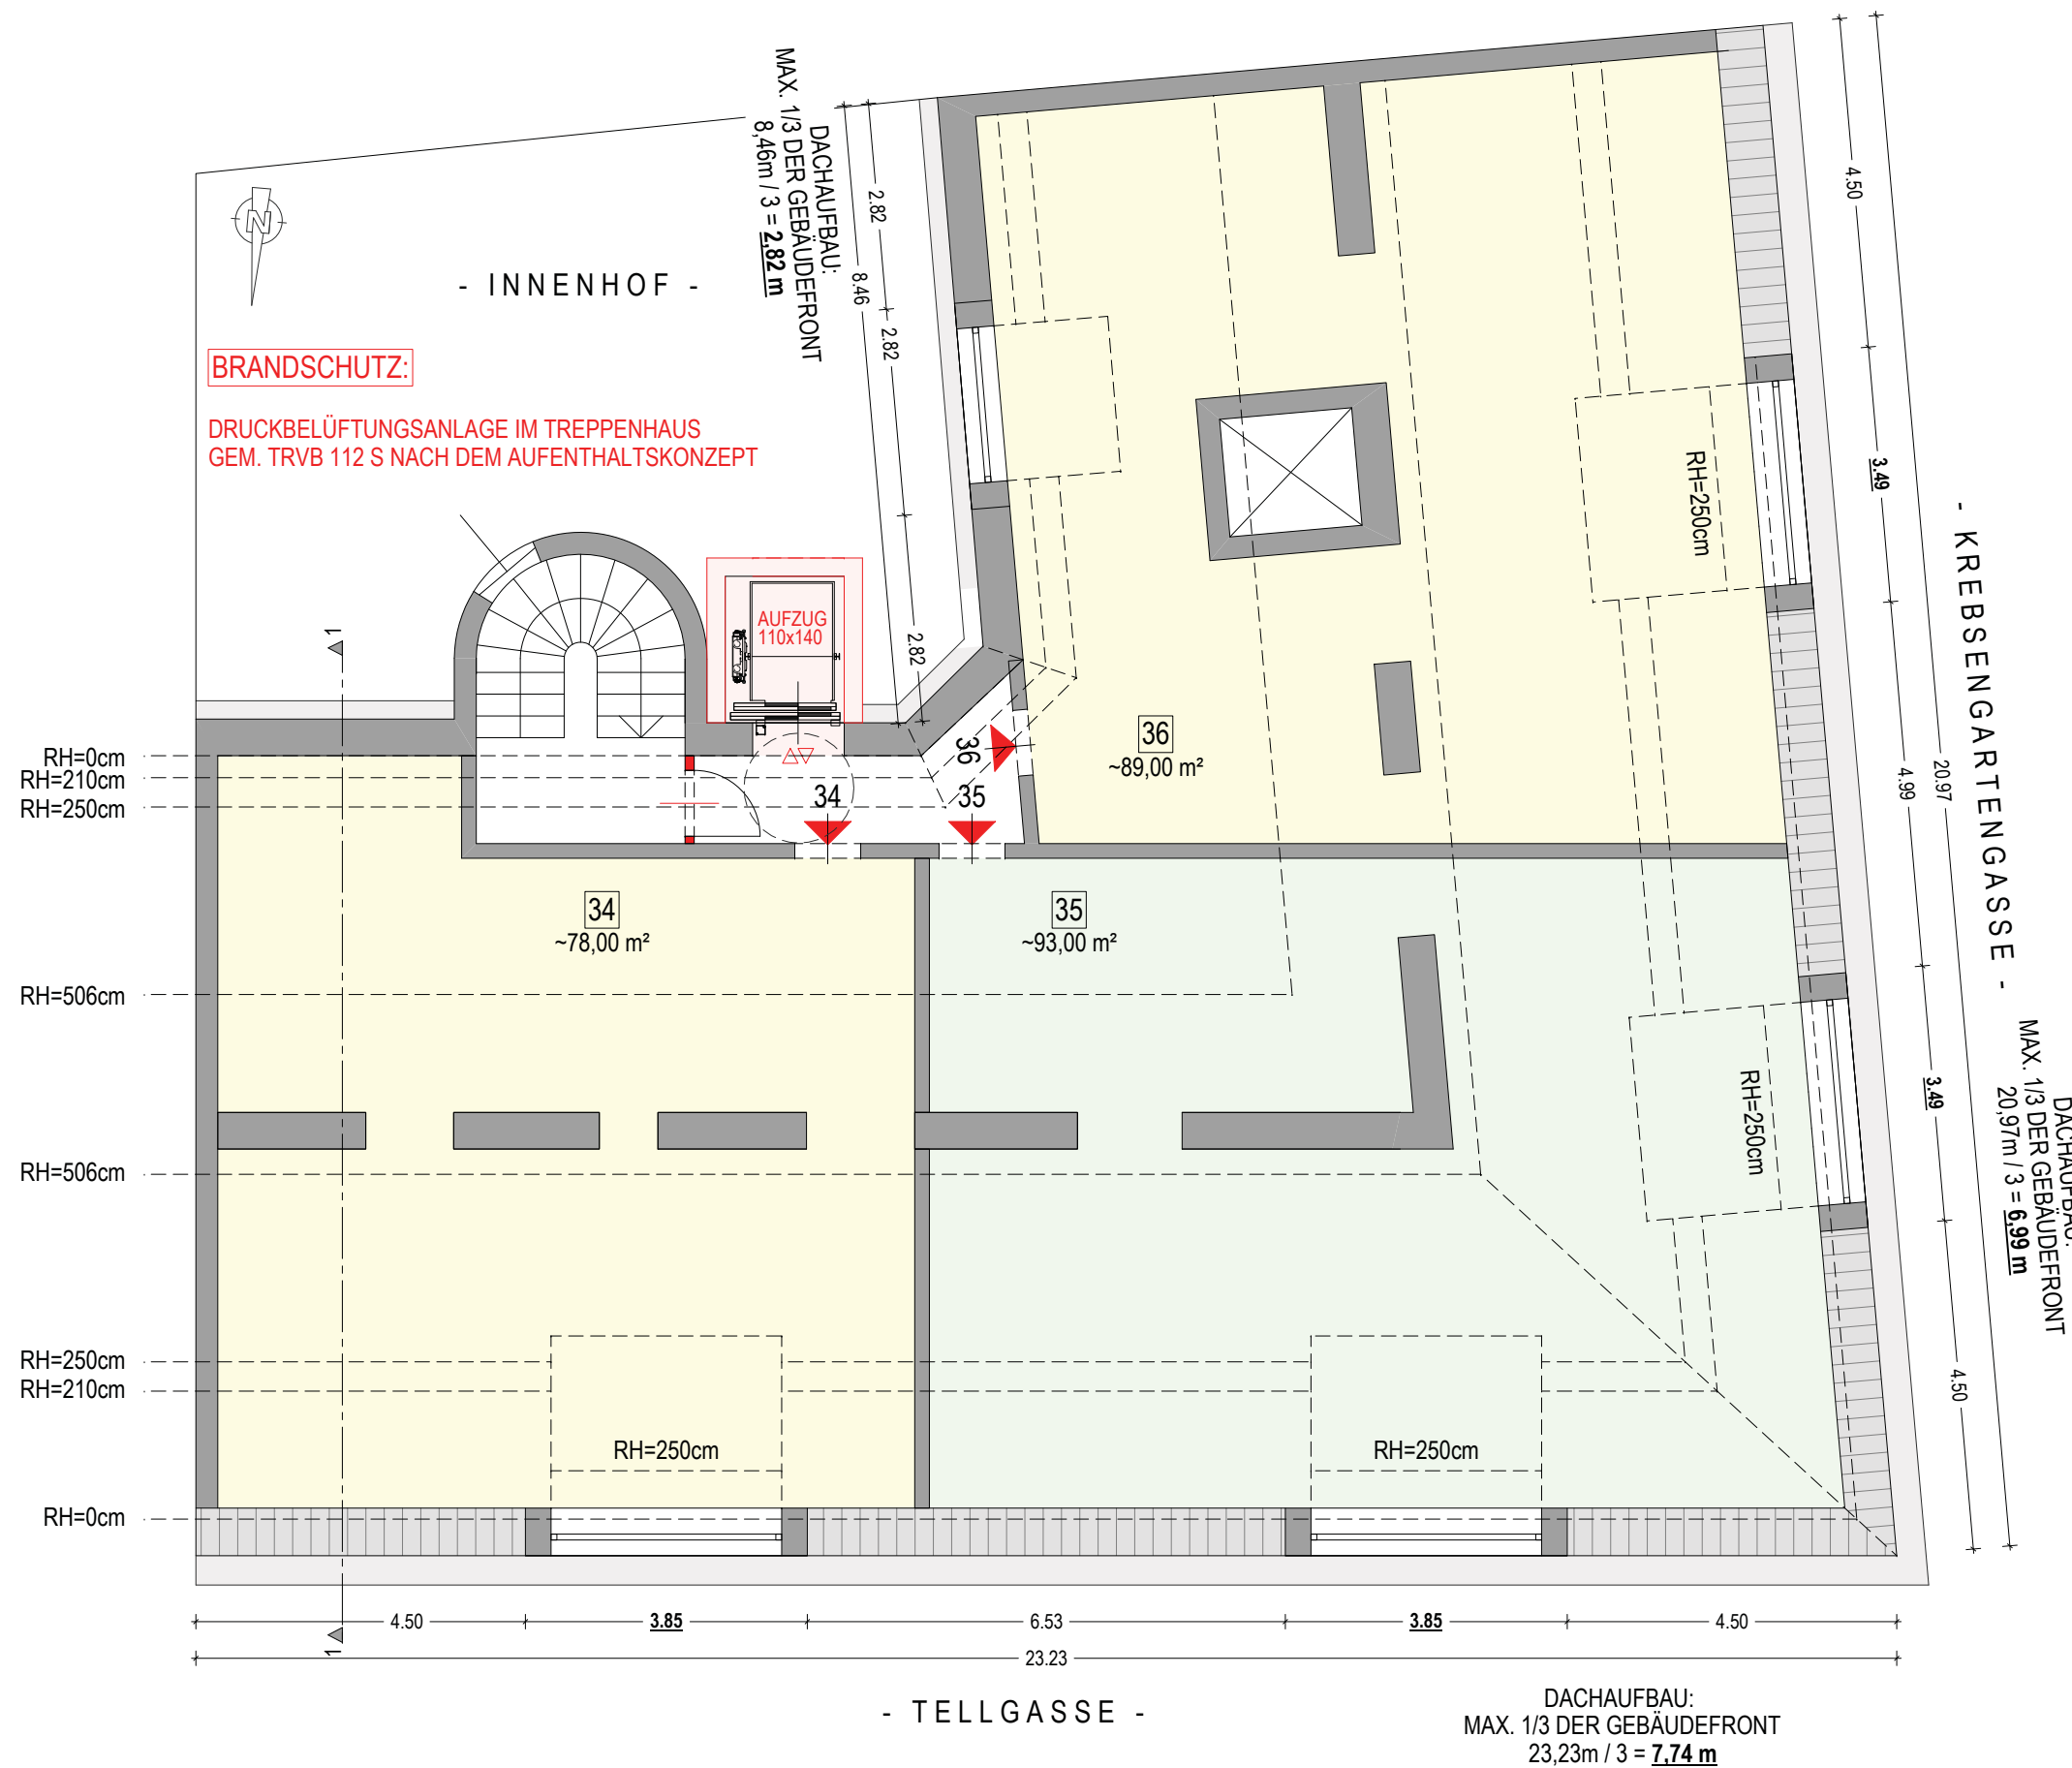 DACHAUFBAU:
MAX. 1/3 DER GEBÄUDEFRONT
8,46m / 3 = 2,82 m
2.82
8.46
2.82
2.82
4.50
3.49
4.99
20.97
3.49
4.50
N
- INNENHOF -
BRANDSCHUTZ:
DRUCKBELÜFTUNGSANLAGE IM TREPPENHAUS
GEM. TRVB 112 S NACH DEM AUFENTHALTSKONZEPT
AUFZUG
110x140
1
RH=250cm
- KREBSENGARTENGASSE -
RH=0cm
RH=210cm
RH=250cm
34
35
36
36
~89,00 m²
34
~78,00 m²
35
~93,00 m²
RH=506cm
RH=506cm
RH=250cm
DACHAUFBAU:
MAX. 1/3 DER GEBÄUDEFRONT
20,97m / 3 = 6,99 m
RH=250cm
RH=210cm
RH=250cm
RH=250cm
RH=0cm
1
4.50
3.85
6.53
3.85
4.50
23.23
- TELLGASSE -
DACHAUFBAU:
MAX. 1/3 DER GEBÄUDEFRONT
23,23m / 3 = 7,74 m